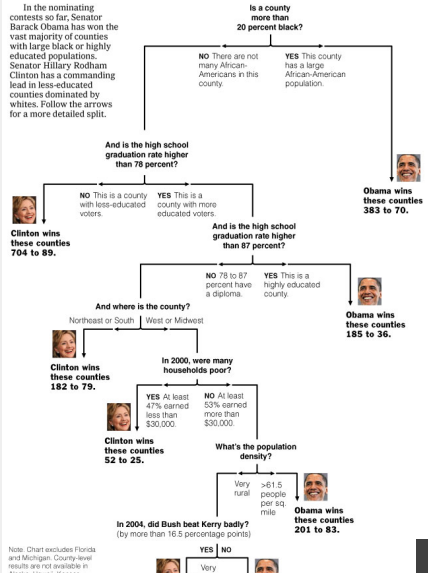 In the nominating
contests so far, Senator
Barack Obama has won the
vast majority of counties
with large black or highly
educated populations.
Senator Hillary Rodham
Clinton has a commanding
lead in less-educated
counties dominated by
whites. Follow the arrows
for a more detailed split.
Is a county
more than
20 percent black?
NO There are not
many African-
Americans in this
county.
YES This county
has a large
African-American
population.
And is the high school
graduation rate higher
than 78 percent?
Obama wins
these counties
383 to 70.
NO This is a county
with less-educated
voters.
YES This is a
county with more
educated voters.
Clinton wins
these counties
704 to 89.
And is the high school
graduation rate higher
than 87 percent?
NO 78 to 87
percent have
a diploma.
YES This is a
highly educated
county.
Obama wins
these counties
185 to 36.
And where is the county?
Northeast or South
West or Midwest
Clinton wins
these counties
182 to 79.
In 2000, were many
households poor?
YES At least
47% earned
less than
$30,000.
NO At least
53% earned
more than
$30,000.
Clinton wins
these counties
52 to 25.
What's the population
density?
Very
rural
>61.5
people
per sq.
mile
Obama wins
these counties
201 to 83.
In 2004, did Bush beat Kerry badly?
(by more than 16.5 percentage points)
YES NO
Very
Note: Chart excludes Florida
and Michigan. County-level
results are not available in